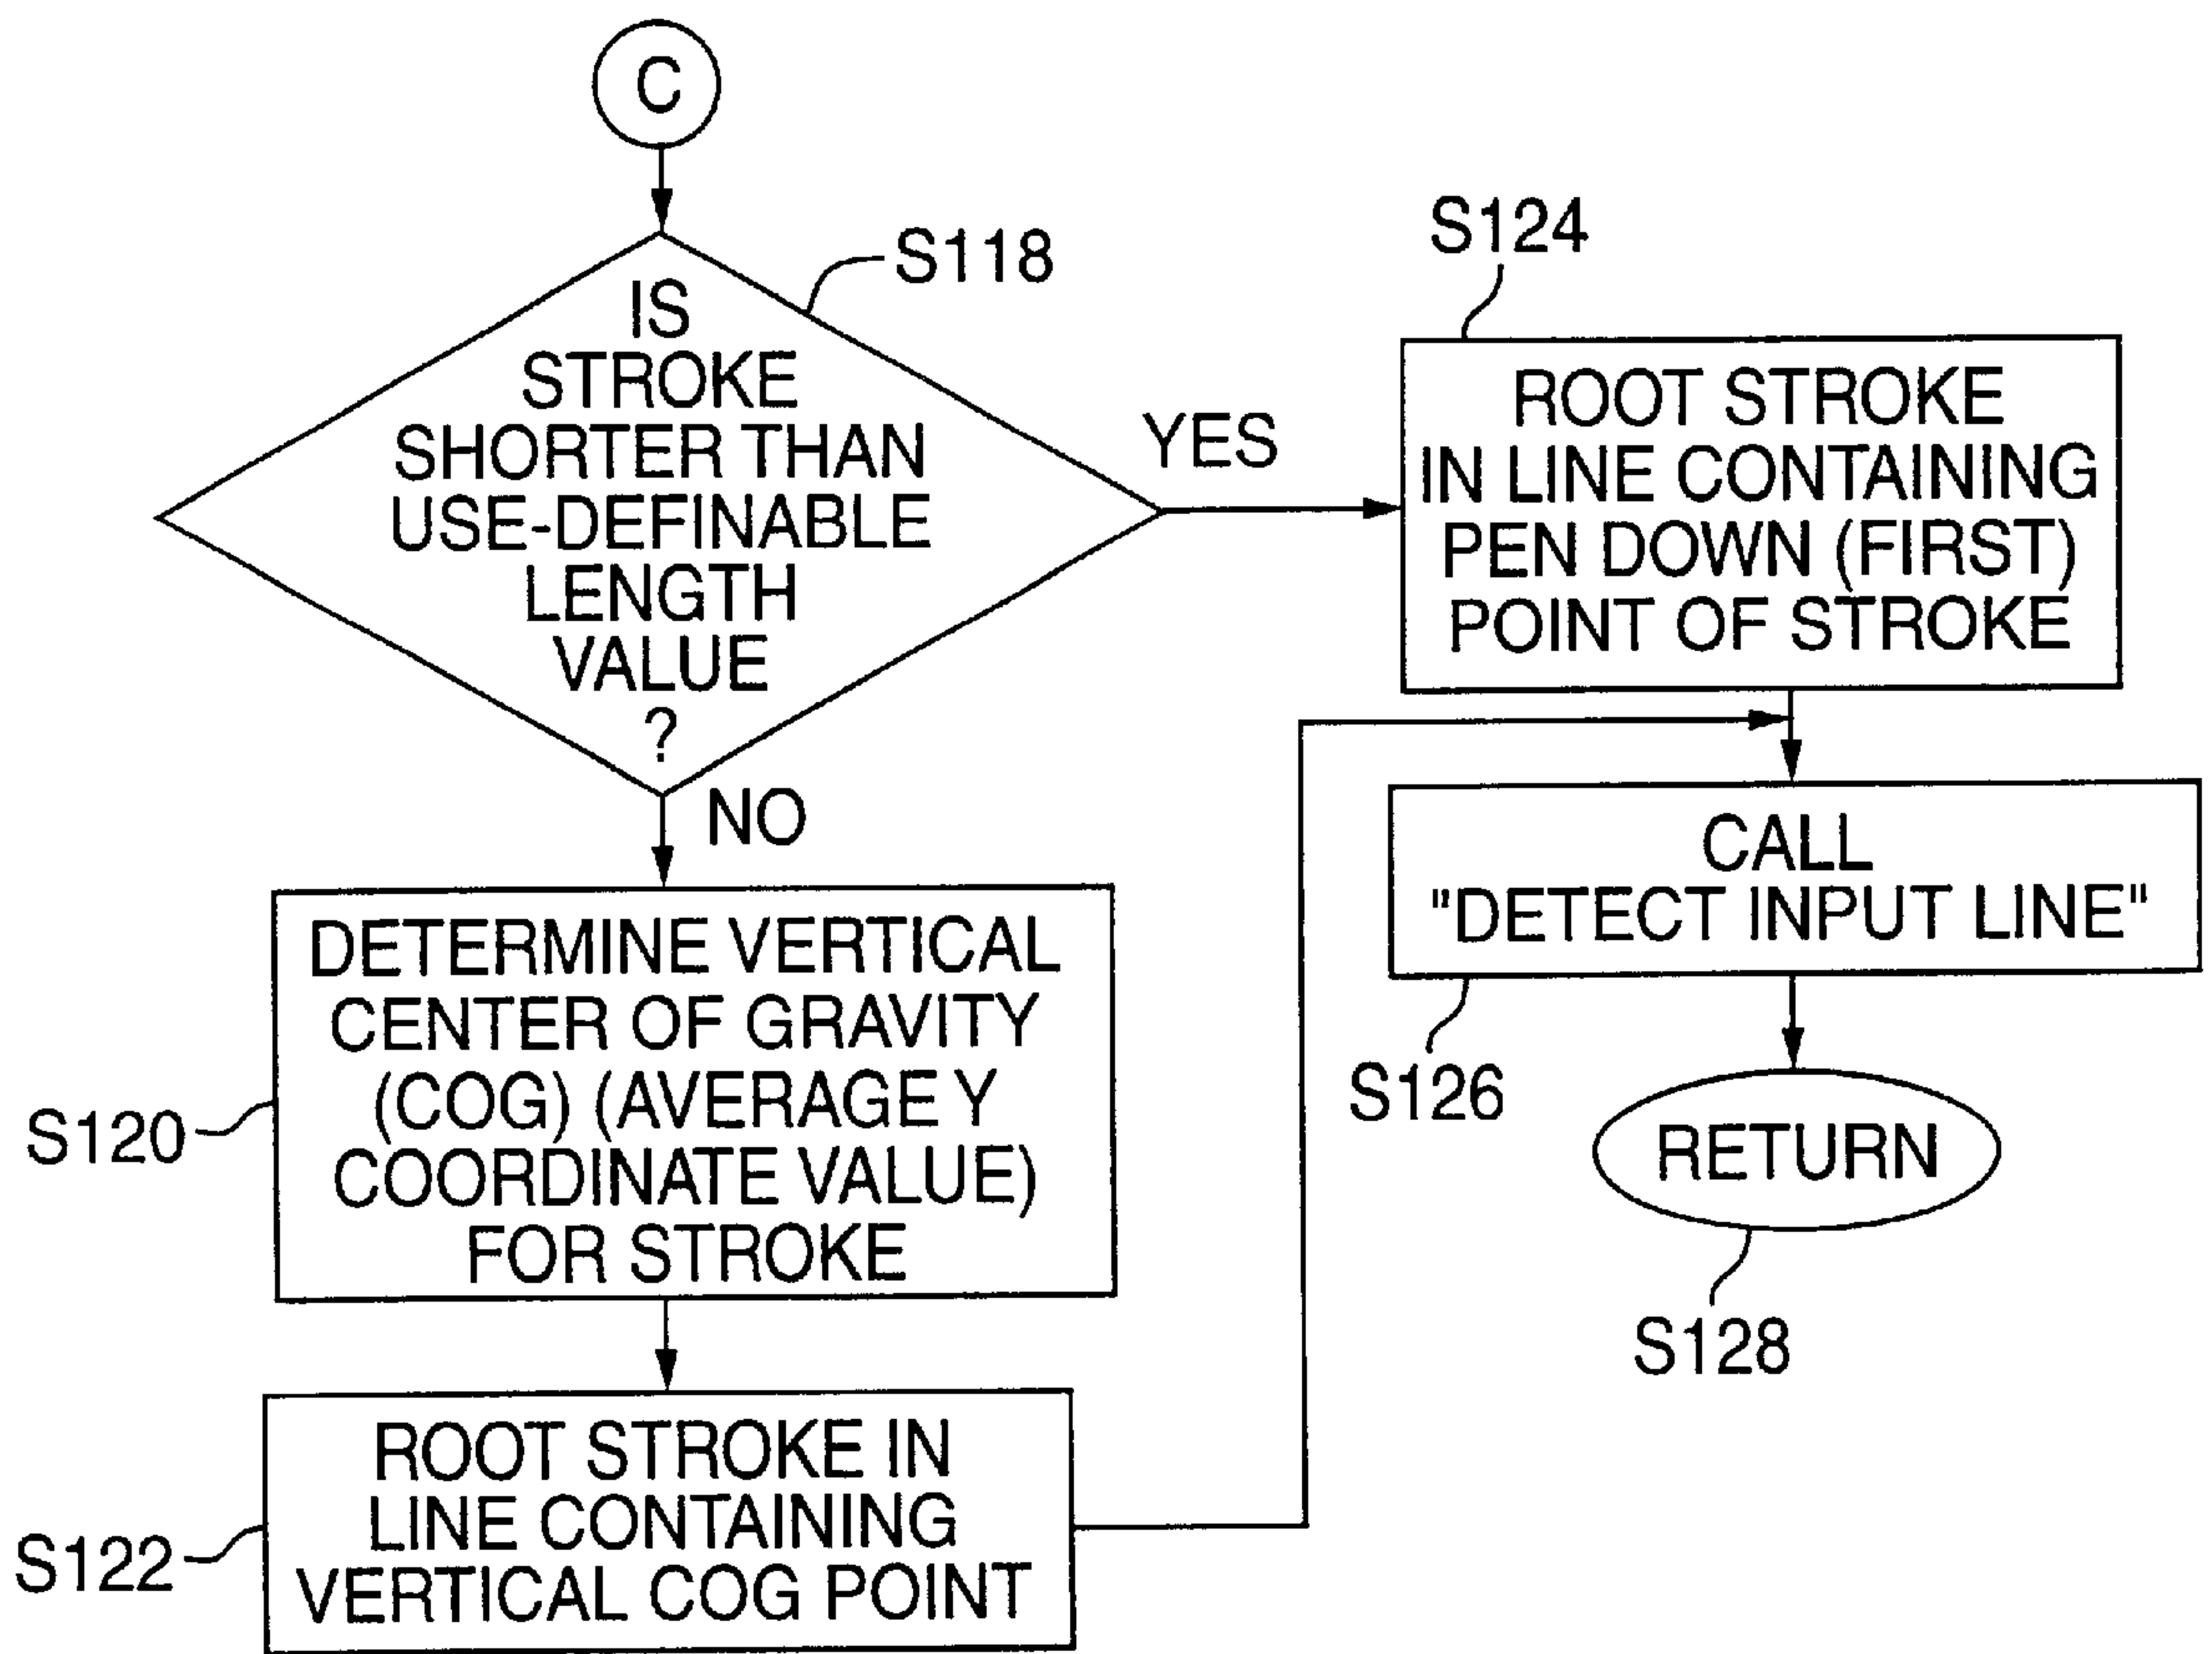 C
S118
IS
STROKE
SHORTER THAN
USE-DEFINABLE
LENGTH
VALUE
?
YES
NO
S120
DETERMINE VERTICAL
CENTER OF GRAVITY
(COG) (AVERAGE Y
COORDINATE VALUE)
FOR STROKE
S122
ROOT STROKE IN
LINE CONTAINING
VERTICAL COG POINT
S124
ROOT STROKE
IN LINE CONTAINING
PEN DOWN (FIRST)
POINT OF STROKE
CALL
"DETECT INPUT LINE"
S126
RETURN
S128